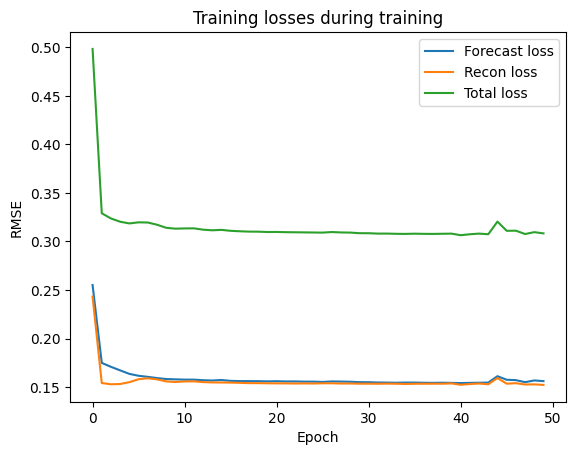 Training losses during training
Forecast loss
Recon loss
Total loss
0.50
0.45
0.40
0.35
0.30
0.25
0.20
0.15
RMSE
0 10 20 30 40 50
Epoch